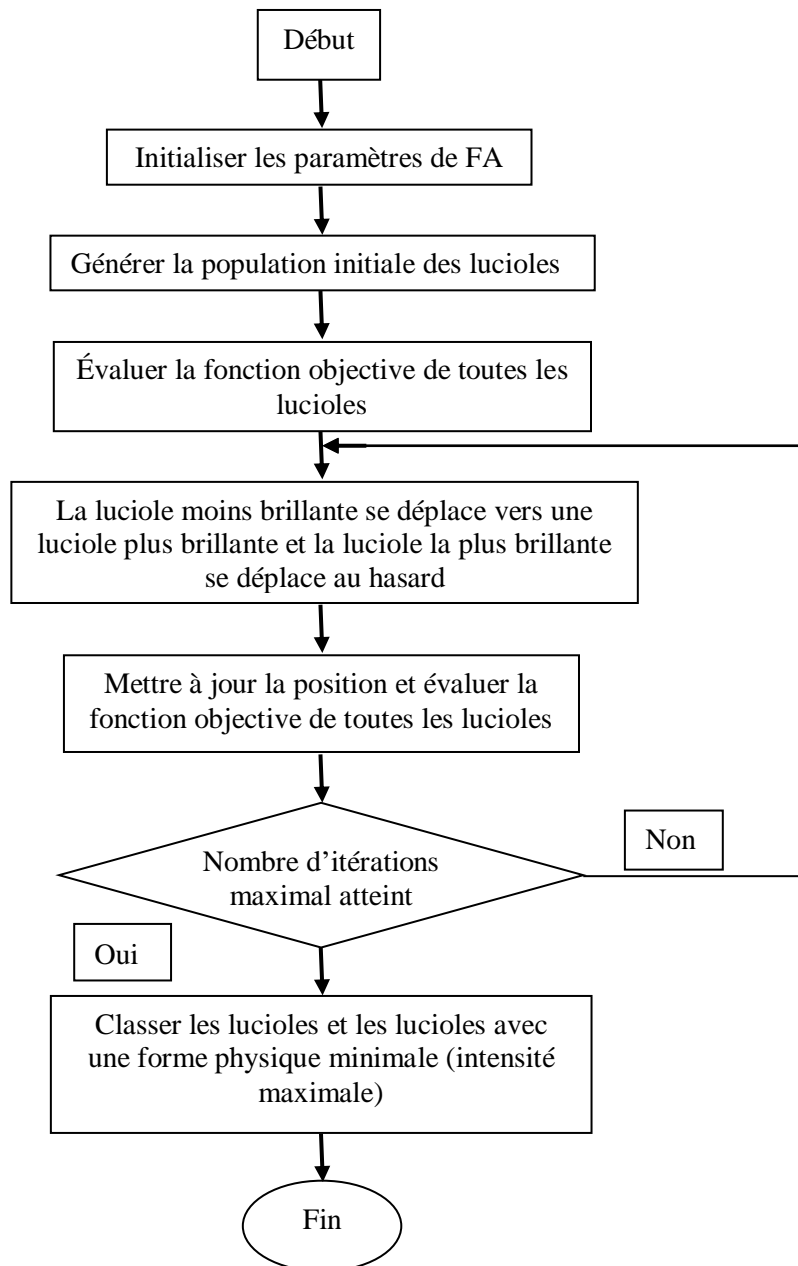 Début
Initialiser les paramètres de FA
Générer la population initiale des lucioles
Évaluer la fonction objective de toutes les
lucioles
La luciole moins brillante se déplace vers une
luciole plus brillante et la luciole la plus brillante
se déplace au hasard
Mettre à jour la position et évaluer la
fonction objective de toutes les lucioles
Nombre d’itérations
maximal atteint
Non
Oui
Classer les lucioles et les lucioles avec
une forme physique minimale (intensité
maximale)
Fin